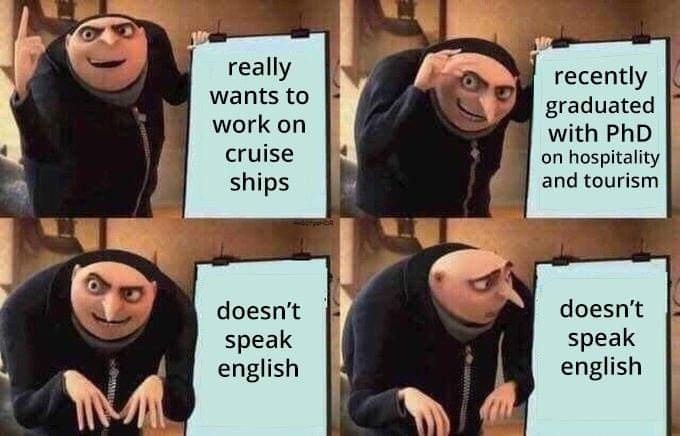 really
wants to
work on
cruise
ships
recently
graduated
with PhD
on hospitality
and tourism
doesn't
speak
english
doesn't
speak
english